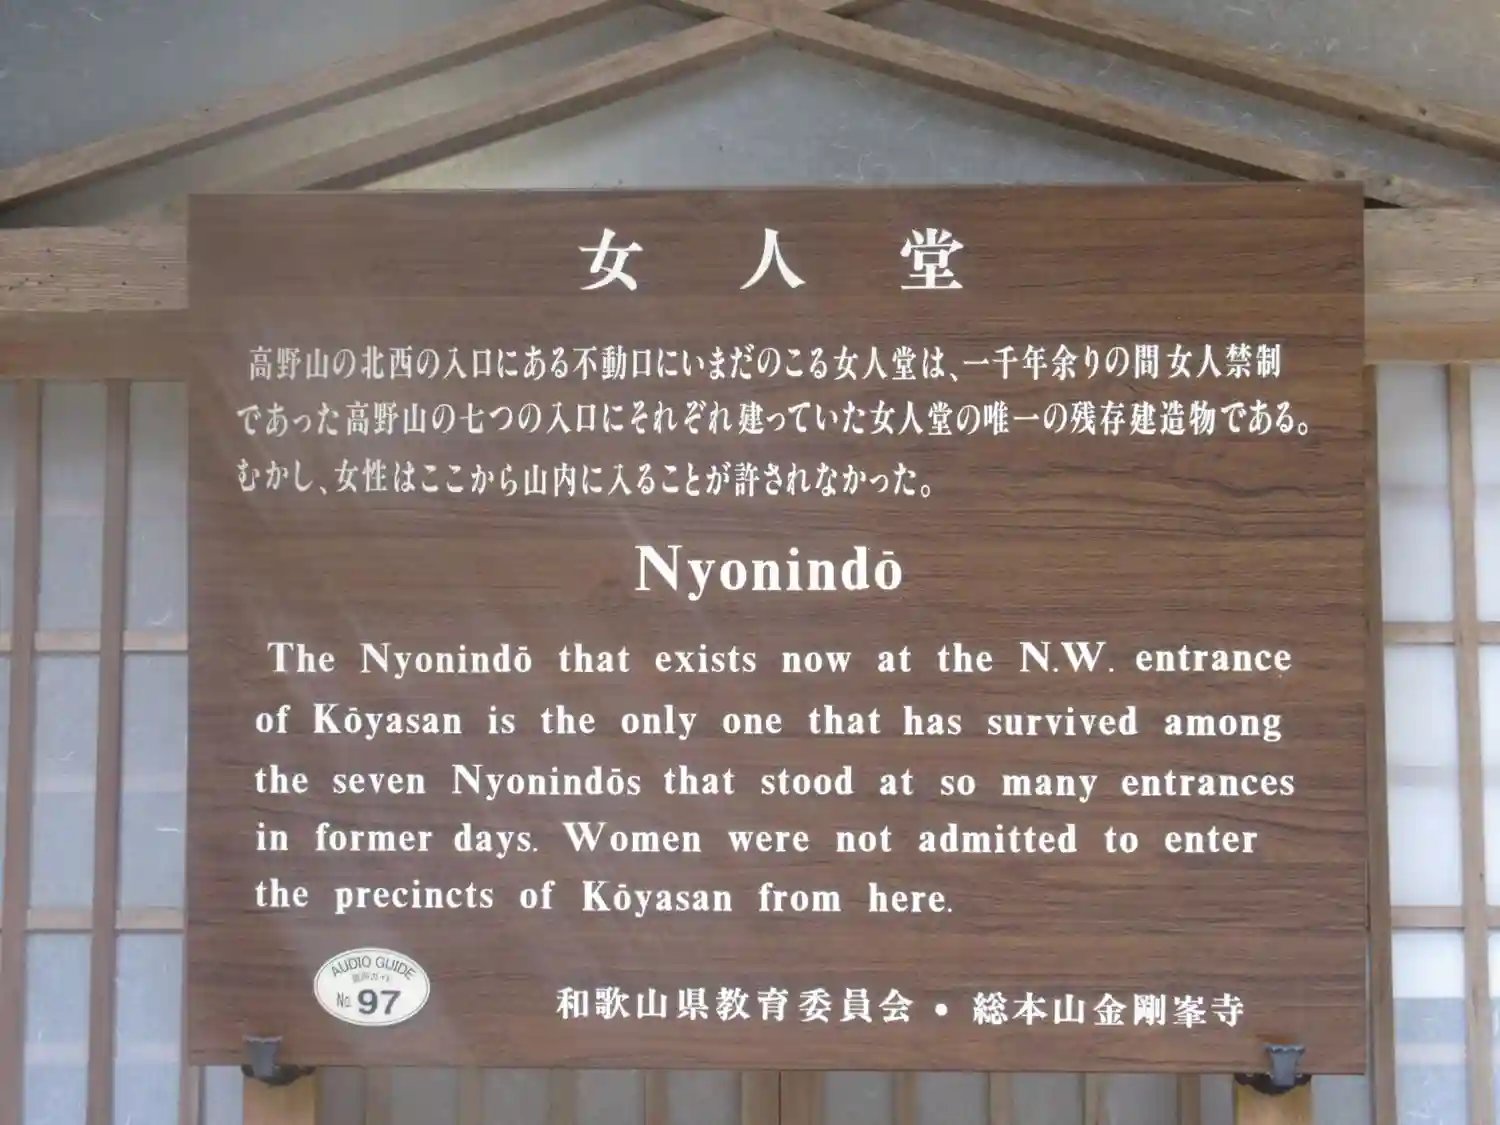 女人堂
高野山の北西の入口にある不動口にいまだのこる女人堂は、一千年余りの間女人禁制
であった高野山の七つの入口にそれぞれ建っていた女人堂の唯一の残存建造物である。
むかし、女性はここから山内に入ることが許されなかった。
Nyonindō
The Nyonindō that exists now at the N.W. entrance
of Kōyasan is the only one that has survived among
the seven Nyonindōs that stood at so many entrances
in former days. Women were not admitted to enter
the precincts of Kōyasan from here.
AUDIO GUIDE
音声ガイド
No. 97
和歌山県教育委員会・総本山金剛峯寺